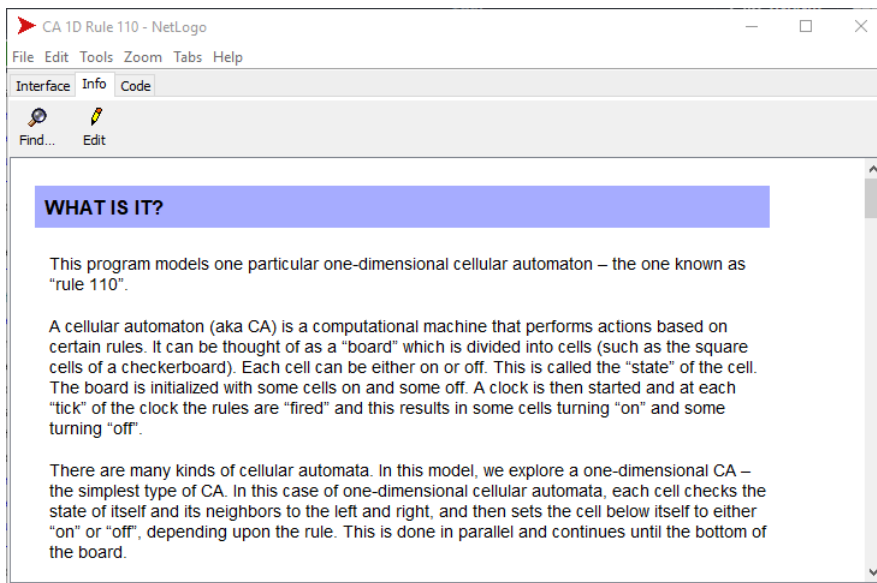 CA 1D Rule 110 - NetLogo
File Edit Tools Zoom Tabs Help
Interface Info Code
Find... Edit
WHAT IS IT?
This program models one particular one-dimensional cellular automaton – the one known as
“rule 110”.
A cellular automaton (aka CA) is a computational machine that performs actions based on
certain rules. It can be thought of as a “board” which is divided into cells (such as the square
cells of a checkerboard). Each cell can be either on or off. This is called the “state” of the cell.
The board is initialized with some cells on and some off. A clock is then started and at each
“tick” of the clock the rules are “fired” and this results in some cells turning “on” and some
turning “off”.
There are many kinds of cellular automata. In this model, we explore a one-dimensional CA –
the simplest type of CA. In this case of one-dimensional cellular automata, each cell checks the
state of itself and its neighbors to the left and right, and then sets the cell below itself to either
“on” or “off”, depending upon the rule. This is done in parallel and continues until the bottom of
the board.